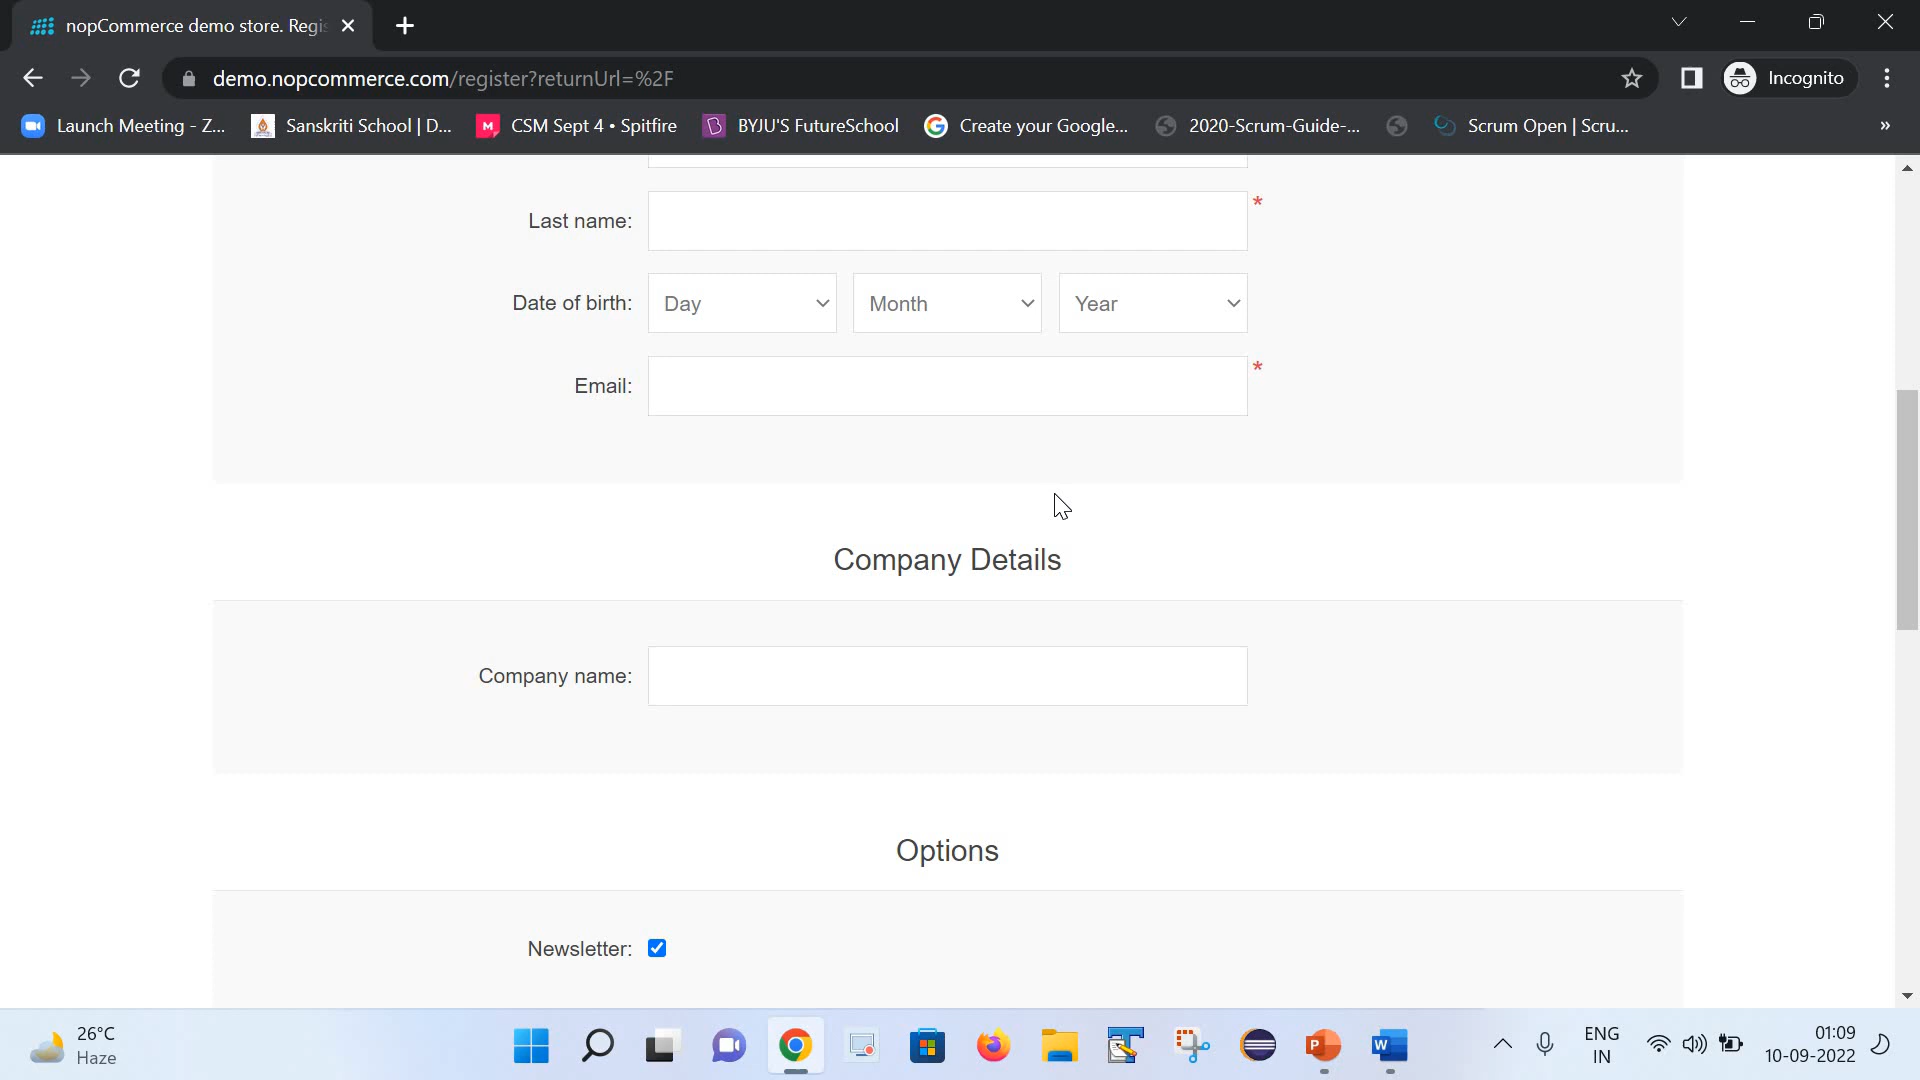 nopCommerce demo store. Regis
demo.nopcommerce.com/register?returnUrl=%2F
Incognito
Launch Meeting - Z...
Sanskriti School | D...
CSM Sept 4 • Spitfire
BYJU'S FutureSchool
Create your Google...
2020-Scrum-Guide-...
Scrum Open | Scru...
»
Last name:
*
Date of birth:
Day
Month
Year
Email:
*
Company Details
Company name:
Options
Newsletter:
26°C
Haze
ENG
IN
01:09
10-09-2022